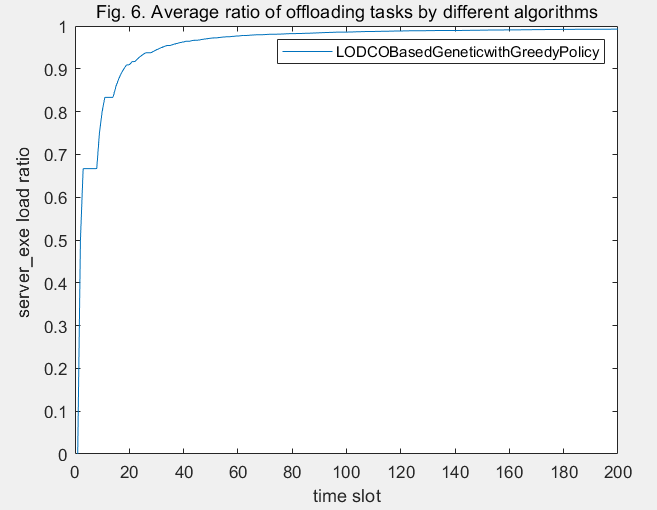 Fig. 6. Average ratio of offloading tasks by different algorithms
LODCOBasedGeneticwithGreedyPolicy
1
0.9
0.8
0.7
0.6
0.5
0.4
0.3
0.2
0.1
0
server_exe load ratio
0 20 40 60 80 100 120 140 160 180 200
time slot